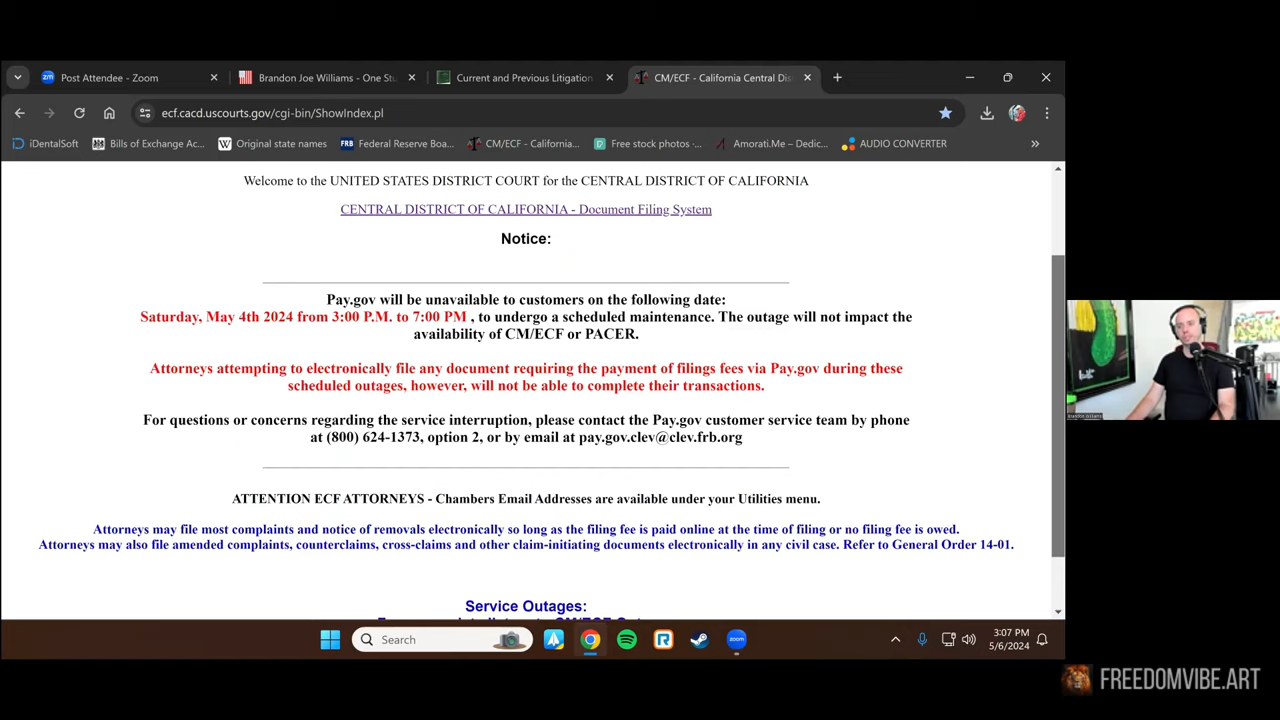 Post Attendee - Zoom
Brandon Joe Williams - One Stu
Current and Previous Litigation
CM/ECF - California Central Dis
ecf.cacd.uscourts.gov/cgi-bin/ShowIndex.pl
iDentalSoft
Bills of Exchange Ac...
Original state names
FRB Federal Reserve Boa...
CM/ECF - California...
Free stock photos -...
Amorati.Me – Dedic...
AUDIO CONVERTER
Welcome to the UNITED STATES DISTRICT COURT for the CENTRAL DISTRICT OF CALIFORNIA
CENTRAL DISTRICT OF CALIFORNIA - Document Filing System
Notice:
Pay.gov will be unavailable to customers on the following date:
Saturday, May 4th 2024 from 3:00 P.M. to 7:00 PM , to undergo a scheduled maintenance. The outage will not impact the
availability of CM/ECF or PACER.
Attorneys attempting to electronically file any document requiring the payment of filings fees via Pay.gov during these
scheduled outages, however, will not be able to complete their transactions.
For questions or concerns regarding the service interruption, please contact the Pay.gov customer service team by phone
at (800) 624-1373, option 2, or by email at pay.gov.clev@clev.frb.org
ATTENTION ECF ATTORNEYS - Chambers Email Addresses are available under your Utilities menu.
Attorneys may file most complaints and notice of removals electronically so long as the filing fee is paid online at the time of filing or no filing fee is owed.
Attorneys may also file amended complaints, counterclaims, cross-claims and other claim-initiating documents electronically in any civil case. Refer to General Order 14-01.
Service Outages:
Search
zoom
3:07 PM
5/6/2024
FREEDOMVIBE.ART